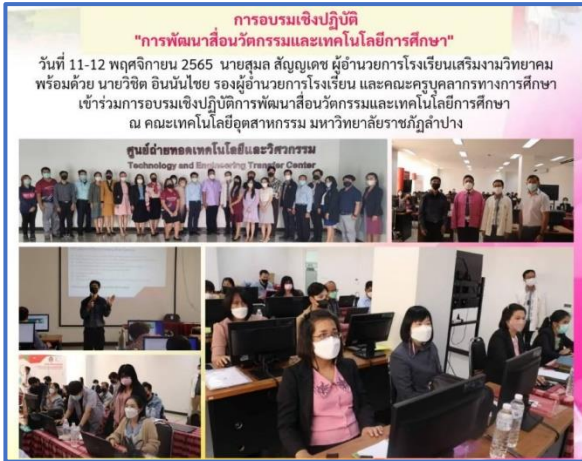 การอบรมเชิงปฏิบัติ
"การพัฒนาสื่อนวัตกรรมและเทคโนโลยีการศึกษา"
วันที่ 11-12 พฤศจิกายน 2565 นายสุมล สัญญเดช ผู้อำนวยการโรงเรียนเสริมงามวิทยาคม
พร้อมด้วย นายวิชิต อินนันไชย รองผู้อำนวยการโรงเรียน และคณะครูบุคลากรทางการศึกษา
เข้าร่วมการอบรมเชิงปฏิบัติการพัฒนาสื่อนวัตกรรมและเทคโนโลยีการศึกษา
ณ คณะเทคโนโลยีอุตสาหกรรม มหาวิทยาลัยราชภัฏลำปาง
ศูนย์ถ่ายทอดเทคโนโลยีและวิศวกรรม
Technology and Engineering Transfer Center